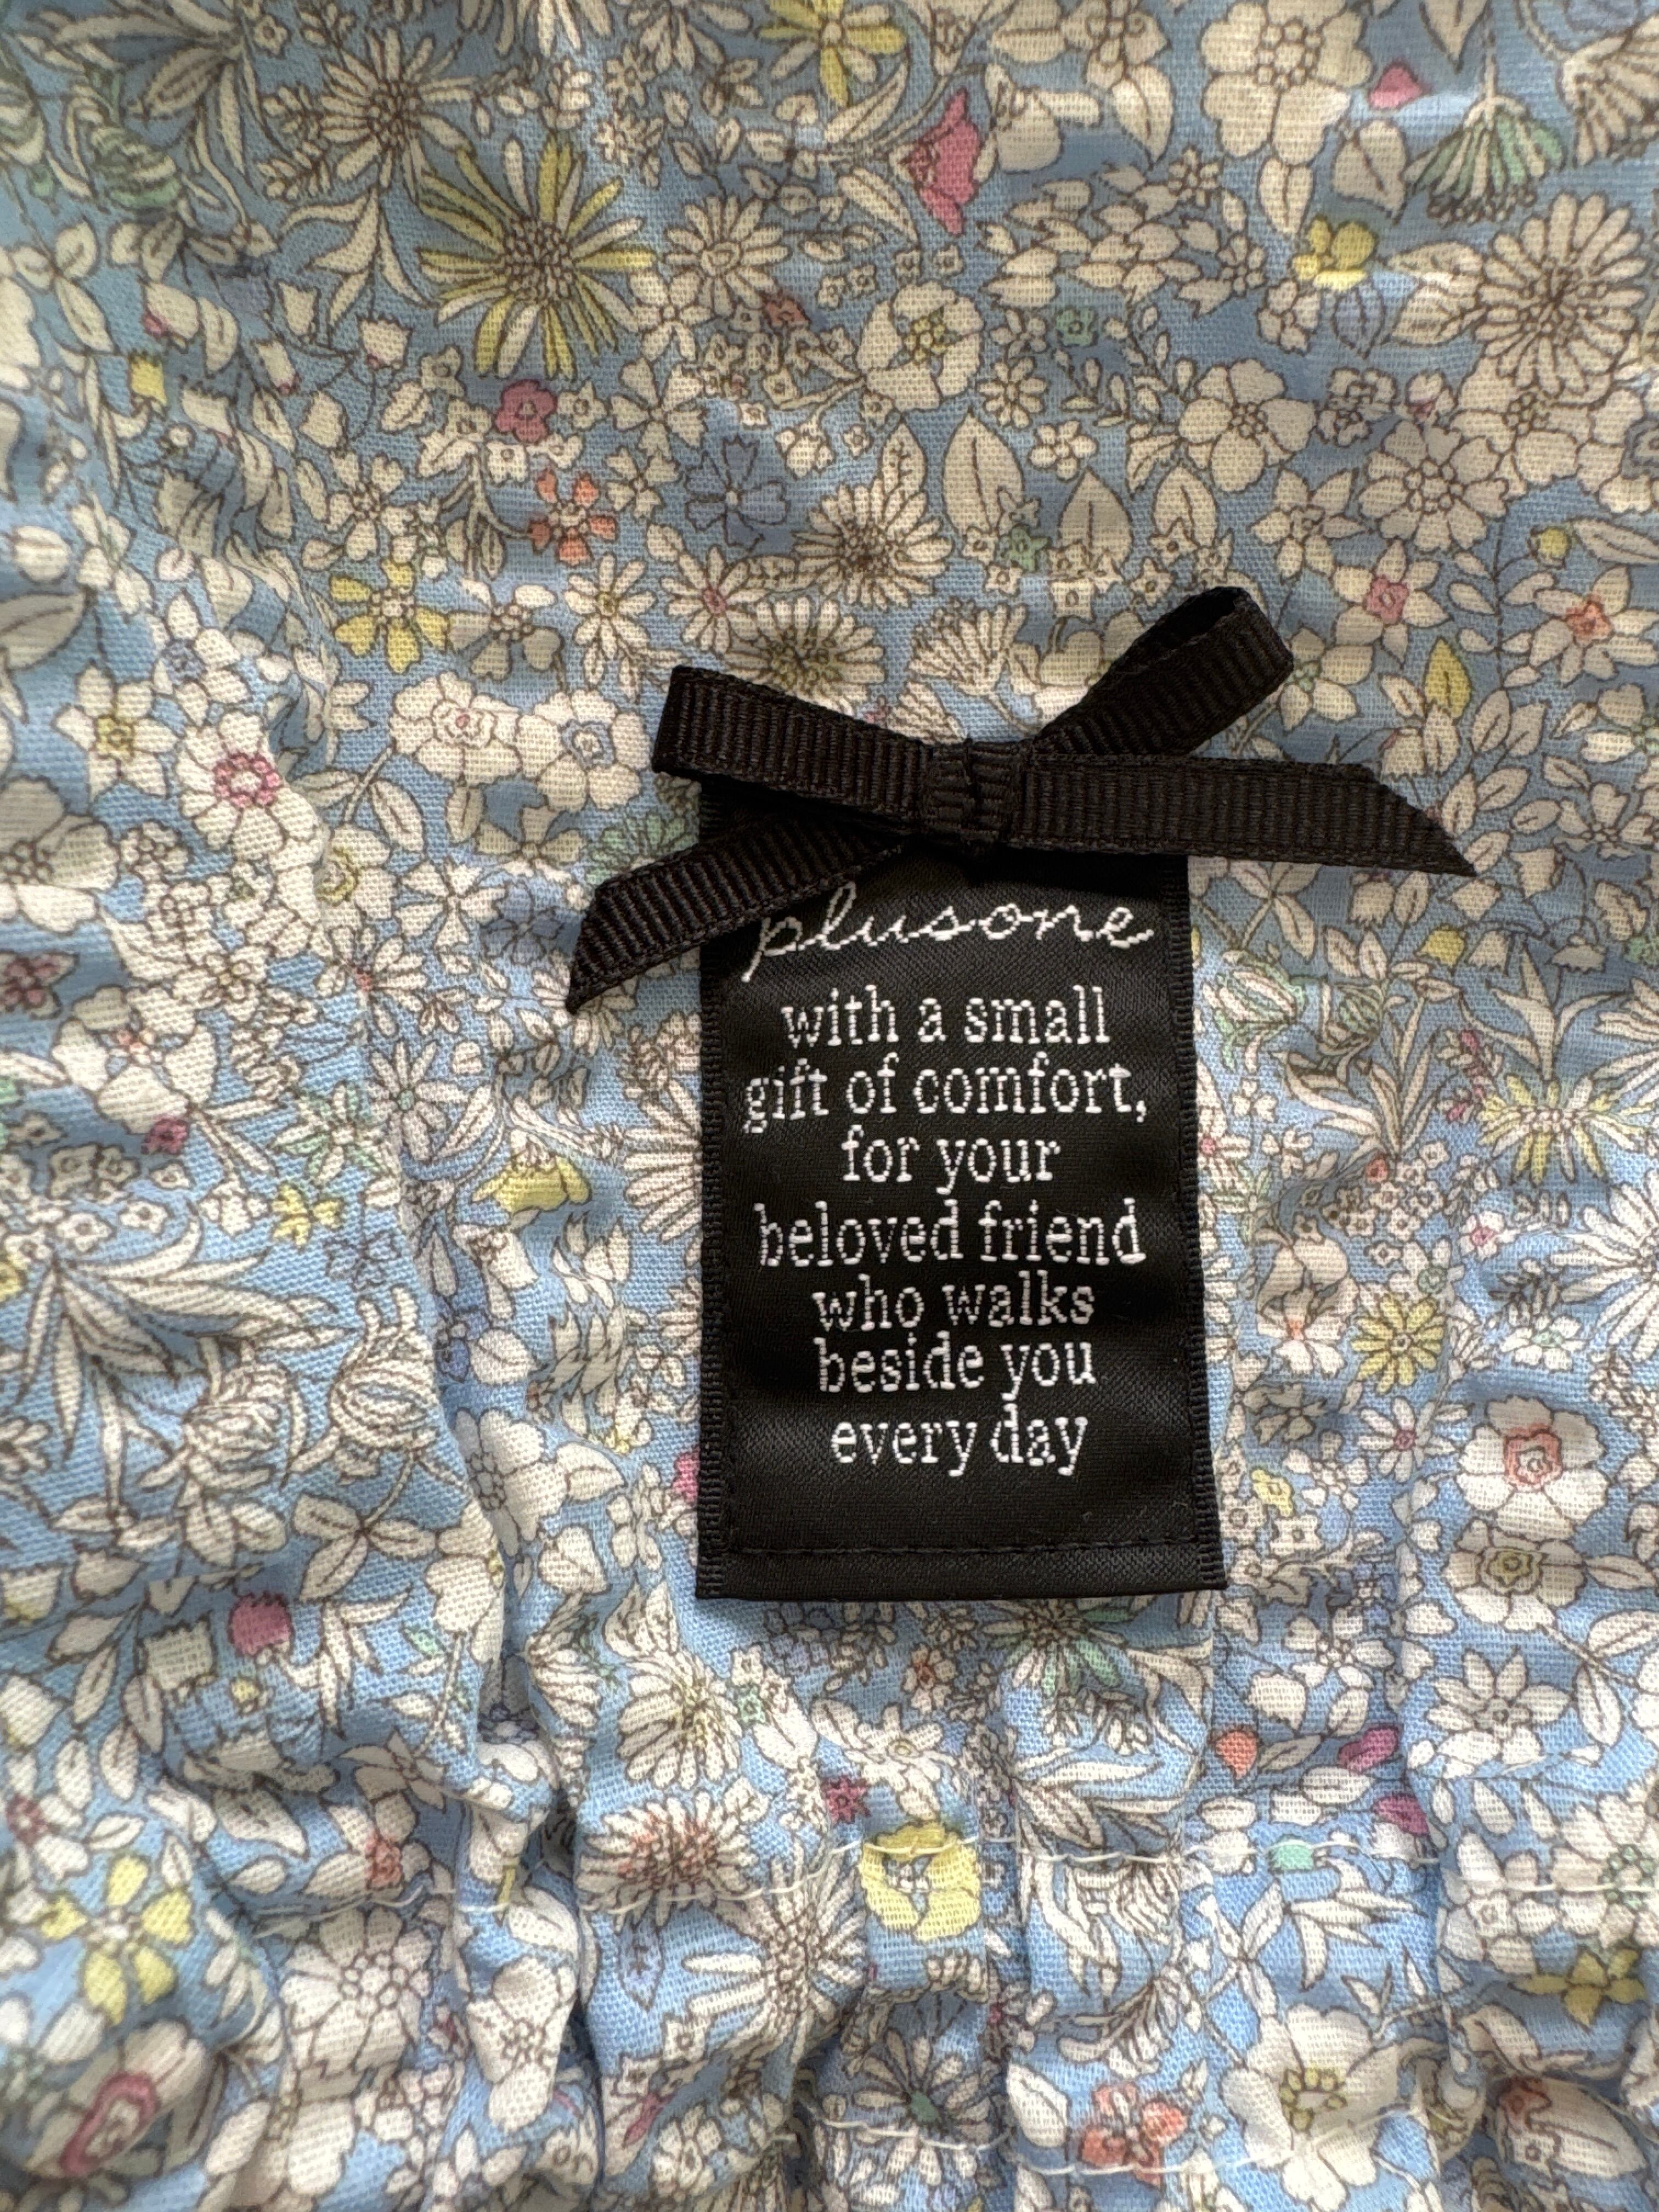 plusone
with a small
gift of comfort,
for your
beloved friend
who walks
beside you
every day